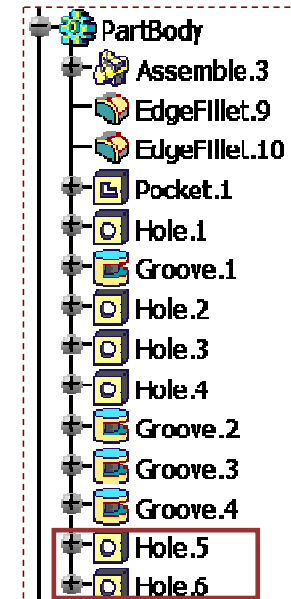 PartBody
Assemble.3
EdgeFillet.9
EdgeFillet.10
Pocket.1
Hole.1
Groove.1
Hole.2
Hole.3
Hole.4
Groove.2
Groove.3
Groove.4
Hole.5
Hole.6